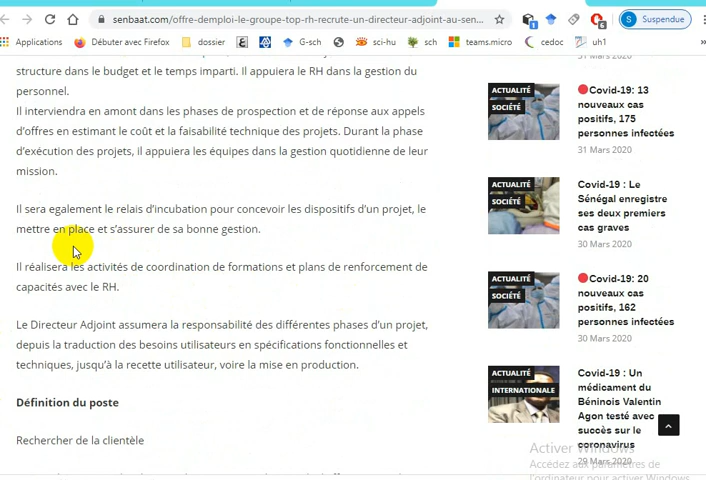 senbaat.com/offre-demploi-le-groupe-top-rh-recrute-un-directeur-adjoint-au-sen...
1
6
S Suspendue
Applications
Débuter avec Firefox
dossier
G-sch
sci-hu
sch
teams.micro
cedoc
uh1
»
structure dans le budget et le temps imparti. Il appuiera le RH dans la gestion du
personnel.
Il interviendra en amont dans les phases de prospection et de réponse aux appels
d'offres en estimant le coût et la faisabilité technique des projets. Durant la phase
d'exécution des projets, il appuiera les équipes dans la gestion quotidienne de leur
mission.
Il sera egalement le relais d'incubation pour concevoir les dispositifs d'un projet, le
mettre en place et s'assurer de sa bonne gestion.
Il réalisera les activités de coordination de formations et plans de renforcement de
capacités avec le RH.
Le Directeur Adjoint assumera la responsabilité des différentes phases d'un projet,
depuis la traduction des besoins utilisateurs en spécifications fonctionnelles et
techniques, jusqu'à la recette utilisateur, voire la mise en production.
Définition du poste
Rechercher de la clientèle
31 Mars 2020
ACTUALITÉ
SOCIÉTÉ
Covid-19: 13
nouveaux cas
positifs, 175
personnes infectées
31 Mars 2020
ACTUALITÉ
SOCIÉTÉ
Covid-19 : Le
Sénégal enregistre
ses deux premiers
cas graves
30 Mars 2020
ACTUALITÉ
SOCIÉTÉ
Covid-19: 20
nouveaux cas
positifs, 162
personnes infectées
30 Mars 2020
ACTUALITÉ
INTERNATIONALE
Covid-19 : Un
médicament du
Béninois Valentin
Agon testé avec
succès sur le
coronavirus
29 Mars 2020
Activer Windows
Accédez aux paramètres de
l'ordinateur pour activer Windows